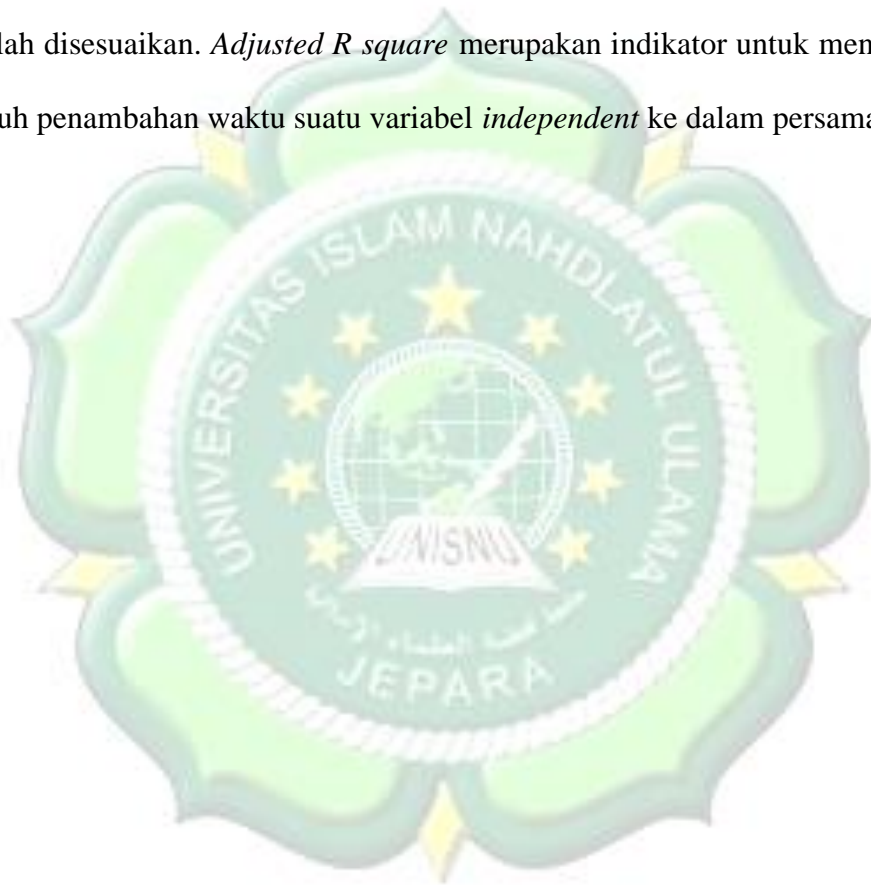 lah disesuaikan. Adjusted R square merupakan indikator untuk men
uh penambahan waktu suatu variabel independent ke dalam persama
UNIVERSITAS ISLAM NAHDLATUL ULAMA
UNISNU
JEPARA